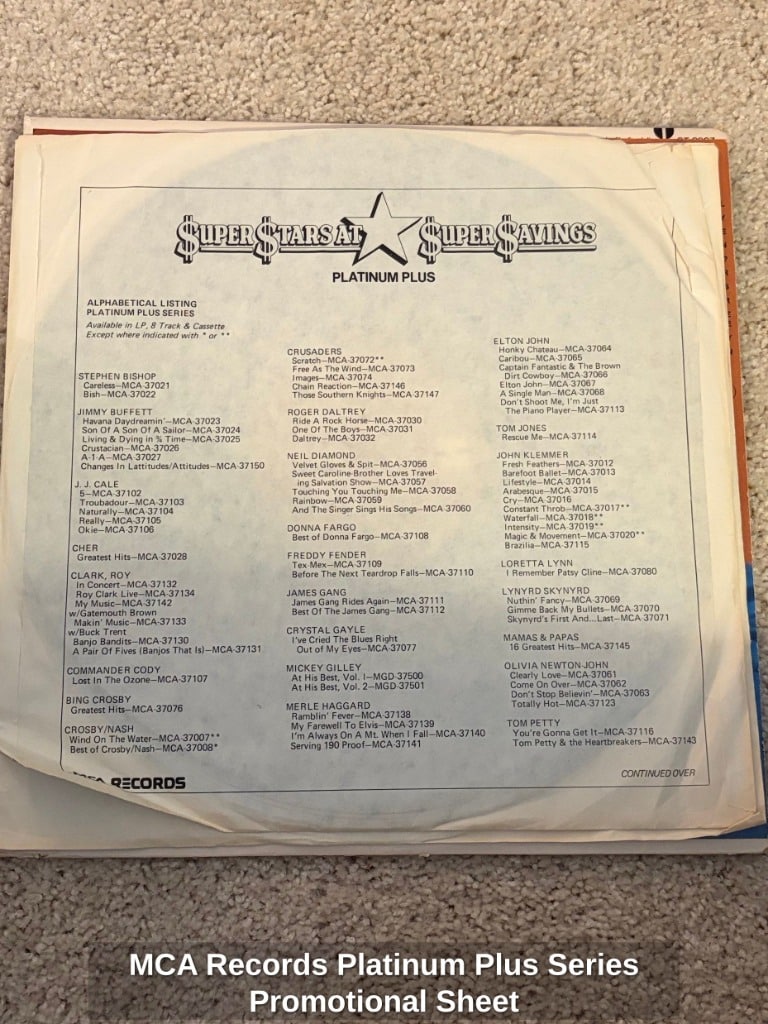 $UPER $TARS AT $UPER $AVINGS
PLATINUM PLUS
ALPHABETICAL LISTING
PLATINUM PLUS SERIES
Available in LP, 8 Track & Cassette
Except where indicated with * or **
STEPHEN BISHOP
Careless—MCA-37021
Bish—MCA-37022
JIMMY BUFFETT
Havana Daydreamin'—MCA-37023
Son Of A Son Of A Sailor—MCA-37024
Living & Dying in ¾ Time—MCA-37025
Crustacian—MCA-37026
A-1-A—MCA-37027
Changes In Lattitudes/Attitudes—MCA-37150
J. J. CALE
5—MCA-37102
Troubadour—MCA-37103
Naturally—MCA-37104
Really—MCA-37105
Okie—MCA-37106
CHER
Greatest Hits—MCA-37028
CLARK, ROY
In Concert—MCA-37132
Roy Clark Live—MCA-37134
My Music—MCA-37142
w/Gatemouth Brown
Makin' Music—MCA-37133
w/Buck Trent
Banjo Bandits—MCA-37130
A Pair Of Fives (Banjos That Is)—MCA-37131
COMMANDER CODY
Lost In The Ozone—MCA-37107
BING CROSBY
Greatest Hits—MCA-37076
CROSBY/NASH
Wind On The Water—MCA-37007**
Best of Crosby/Nash—MCA-37008*
CRUSADERS
Scratch—MCA-37072**
Free As The Wind—MCA-37073
Images—MCA-37074
Chain Reaction—MCA-37146
Those Southern Knights—MCA-37147
ROGER DALTREY
Ride A Rock Horse—MCA-37030
One Of The Boys—MCA-37031
Daltrey—MCA-37032
NEIL DIAMOND
Velvet Gloves & Spit—MCA-37056
Sweet Caroline-Brother Loves Travel-
ing Salvation Show—MCA-37057
Touching You Touching Me—MCA-37058
Rainbow—MCA-37059
And The Singer Sings His Songs—MCA-37060
DONNA FARGO
Best of Donna Fargo—MCA-37108
FREDDY FENDER
Tex Mex—MCA-37109
Before The Next Teardrop Falls—MCA-37110
JAMES GANG
James Gang Rides Again—MCA-37111
Best Of The James Gang—MCA-37112
CRYSTAL GAYLE
I've Cried The Blues Right
Out of My Eyes—MCA-37077
MICKEY GILLEY
At His Best, Vol. I—MGD-37500
At His Best, Vol. 2—MGD-37501
MERLE HAGGARD
Ramblin' Fever—MCA-37138
My Farewell To Elvis—MCA-37139
I'm Always On A Mt. When I Fall—MCA-37140
Serving 190 Proof—MCA-37141
ELTON JOHN
Honky Chateau—MCA-37064
Caribou—MCA-37065
Captain Fantastic & The Brown
Dirt Cowboy—MCA-37066
Elton John—MCA-37067
A Single Man—MCA-37068
Don't Shoot Me, I'm Just
The Piano Player—MCA-37113
TOM JONES
Rescue Me—MCA-37114
JOHN KLEMMER
Fresh Feathers—MCA-37012
Barefoot Ballet—MCA-37013
Lifestyle—MCA-37014
Arabesque—MCA-37015
Cry—MCA-37016
Constant Throb—MCA-37017**
Waterfall—MCA-37018**
Intensity—MCA-37019**
Magic & Movement—MCA-37020**
Brazilia—MCA-37115
LORETTA LYNN
I Remember Patsy Cline—MCA-37080
LYNYRD SKYNYRD
Nuthin' Fancy—MCA-37069
Gimme Back My Bullets—MCA-37070
Skynyrd's First And...Last—MCA-37071
MAMAS & PAPAS
16 Greatest Hits—MCA-37145
OLIVIA NEWTON-JOHN
Clearly Love—MCA-37061
Come On Over—MCA-37062
Don't Stop Believin'—MCA-37063
Totally Hot—MCA-37123
TOM PETTY
You're Gonna Get It—MCA-37116
Tom Petty & the Heartbreakers—MCA-37143
MCA RECORDS
CONTINUED OVER
MCA Records Platinum Plus Series
Promotional Sheet